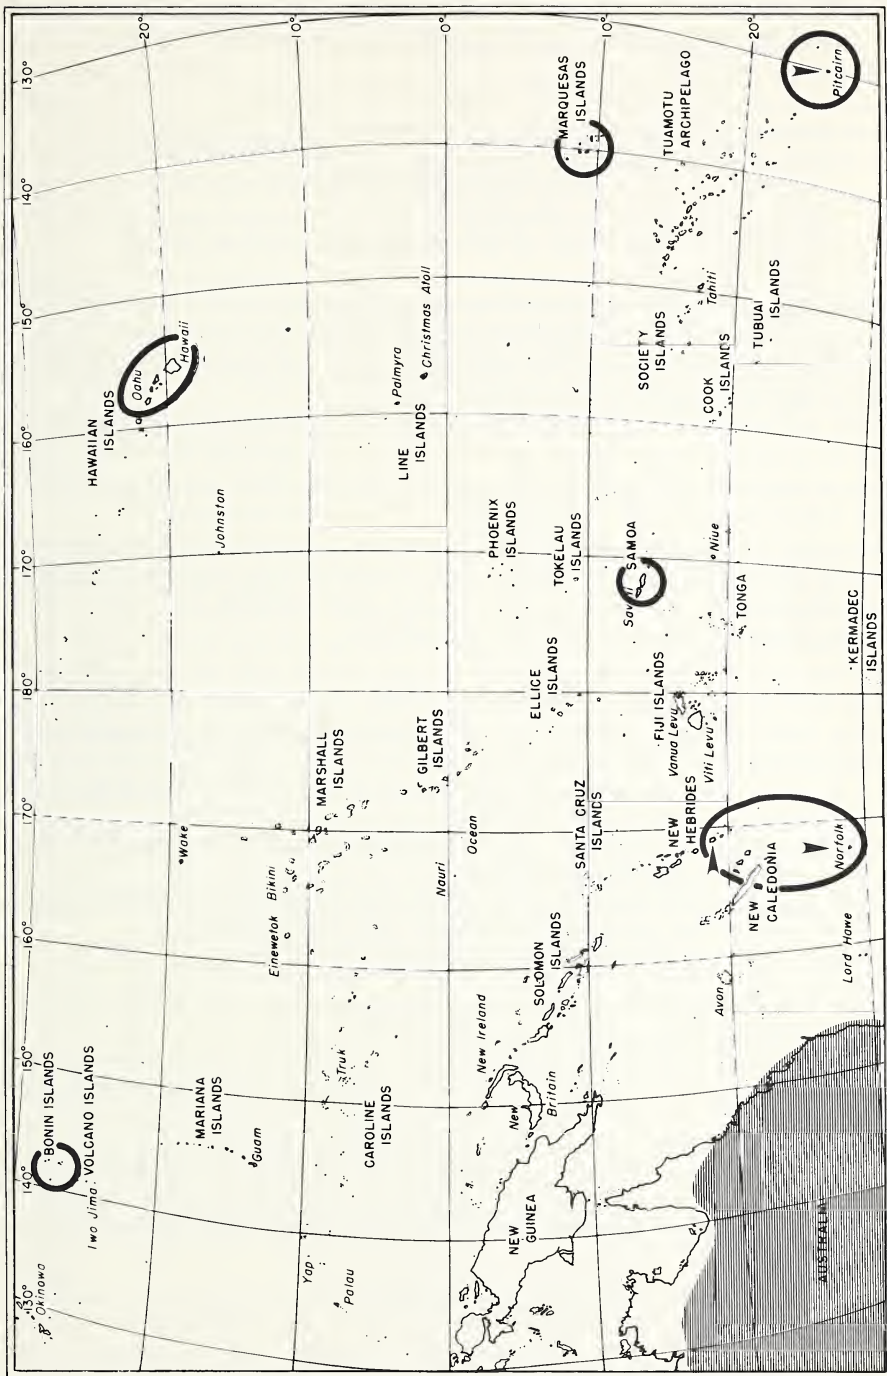 130°
140°
150°
160°
170°
180°
170°
160°
150°
140°
130°
20°
10°
0°
10°
20°
Okinawa
BONIN ISLANDS
Iwo Jima
VOLCANO ISLANDS
MARIANA
ISLANDS
Guam
Yap
Palau
CAROLINE
ISLANDS
Truk
Wake
Einewetok
Bikini
MARSHALL
ISLANDS
GILBERT
ISLANDS
Nauri
Ocean
HAWAIIAN
ISLANDS
Oahu
Hawaii
Johnston
Palmyra
Christmas Atoll
LINE
ISLANDS
PHOENIX
ISLANDS
TOKELAU
ISLANDS
ELLICE
ISLANDS
NEW
GUINEA
New
Britain
New Ireland
SOLOMON
ISLANDS
SANTA CRUZ
ISLANDS
NEW
HEBRIDES
NEW
CALEDONIA
Norfolk
Lord Howe
Avon
AUSTRALIA
FIJI ISLANDS
Vanua Levu
Viti Levu
SAMOA
Savaii
Niue
TONGA
KERMADEC
ISLANDS
MARQUESAS
ISLANDS
TUAMOTU
ARCHIPELAGO
SOCIETY
ISLANDS
Tahiti
COOK
ISLANDS
TUBUAI
ISLANDS
Pitcairn